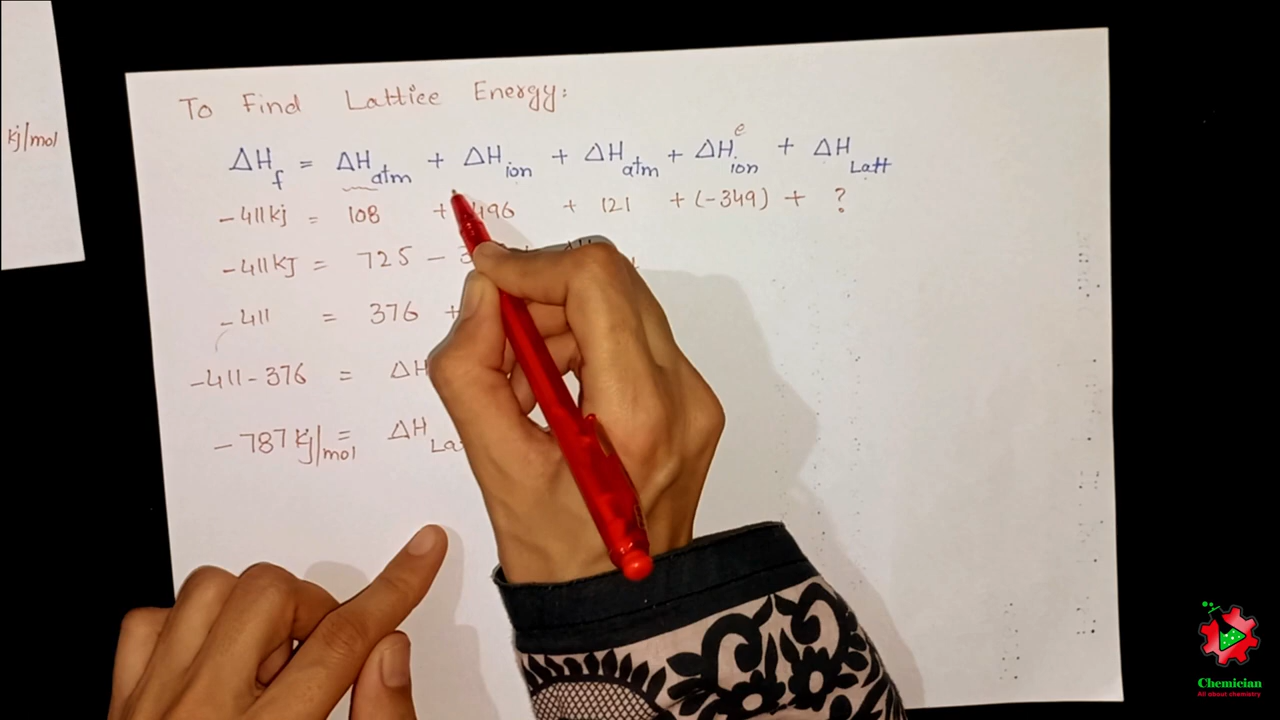 kj/mol
To Find Lattice Energy:
ΔHf = ΔHatm + ΔHion + ΔHatm + ΔHeion + ΔHLatt
-411kj = 108 + 496 + 121 + (-349) + ?
-411KJ = 725 -
-411 = 376 +
-411-376 = ΔH
-787 KJ/mol = ΔH
Chemician
All about chemistry